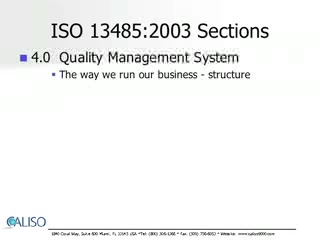 ISO 13485:2003 Sections
4.0 Quality Management System
The way we run our business - structure
CALISO